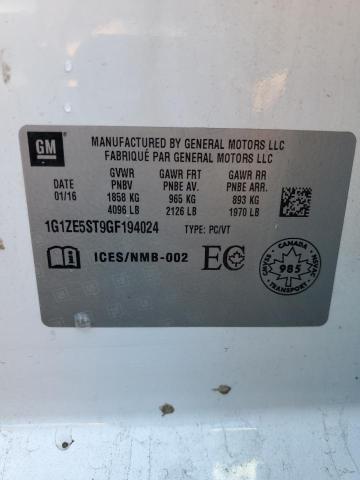 GM
MANUFACTURED BY GENERAL MOTORS LLC
FABRIQUÉ PAR GENERAL MOTORS LLC
GVWR GAWR FRT GAWR RR
DATE PNBV PNBE AV. PNBE ARR.
01/16 1858 KG 965 KG 893 KG
4096 LB 2126 LB 1970 LB
1G1ZE5ST9GF194024 TYPE: PC/VT
ICES/NMB-002 EC
CANADA
CMVSS 985 NSVAC
TRANSPORT